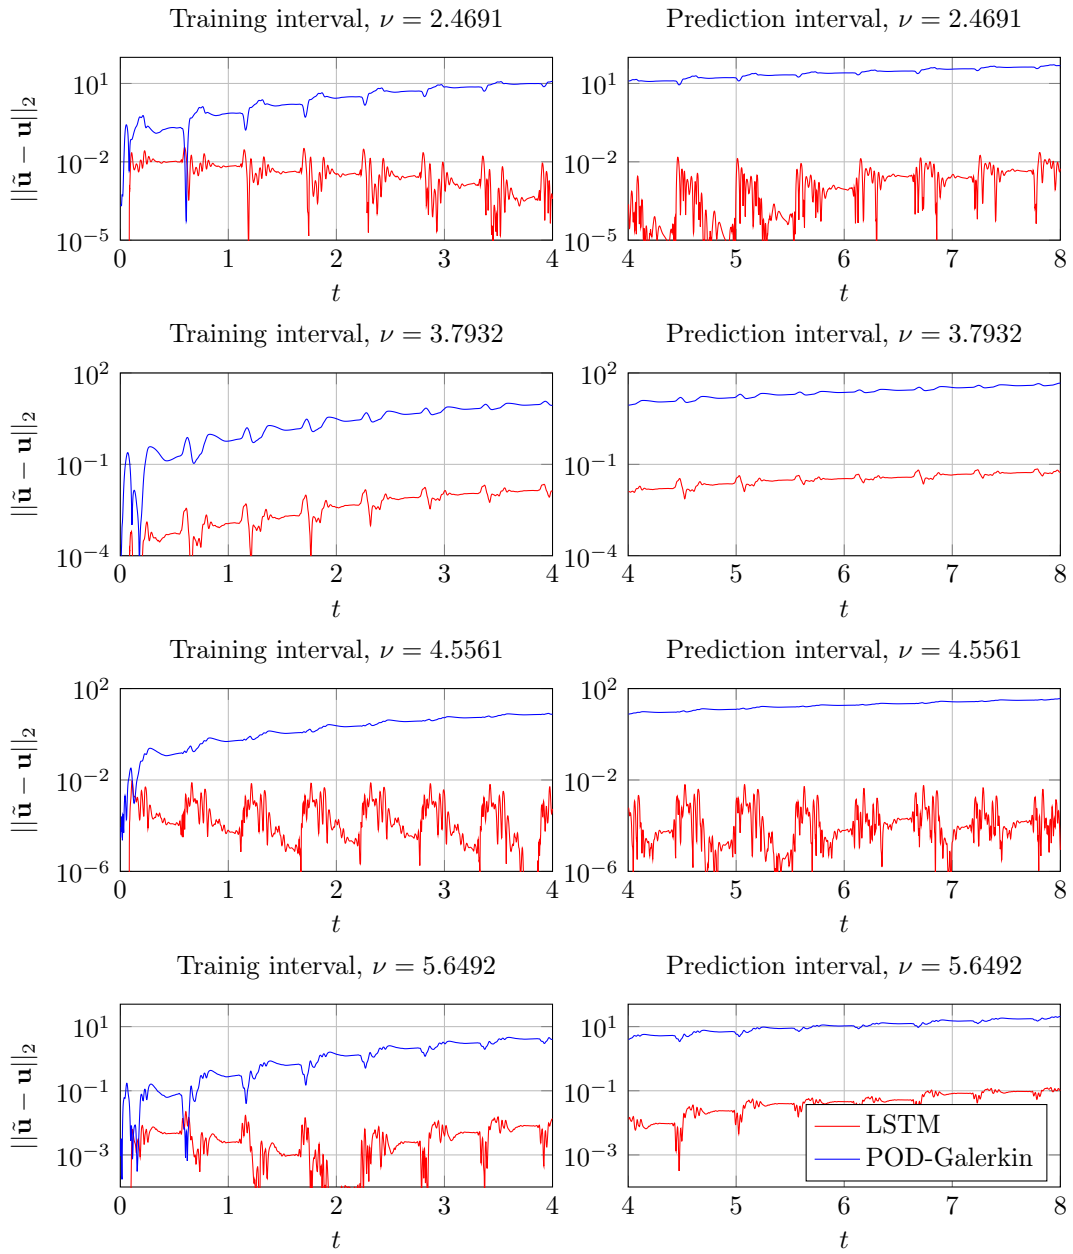 Training interval, ν = 2.4691
Prediction interval, ν = 2.4691
||ũ − u||₂
10¹
10⁻²
10⁻⁵
0 1 2 3 4
t
10¹
10⁻²
10⁻⁵
4 5 6 7 8
t
Training interval, ν = 3.7932
Prediction interval, ν = 3.7932
||ũ − u||₂
10²
10⁻¹
10⁻⁴
0 1 2 3 4
t
10²
10⁻¹
10⁻⁴
4 5 6 7 8
t
Training interval, ν = 4.5561
Prediction interval, ν = 4.5561
||ũ − u||₂
10²
10⁻²
10⁻⁶
0 1 2 3 4
t
10²
10⁻²
10⁻⁶
4 5 6 7 8
t
Trainig interval, ν = 5.6492
Prediction interval, ν = 5.6492
||ũ − u||₂
10¹
10⁻¹
10⁻³
0 1 2 3 4
t
10¹
10⁻¹
10⁻³
4 5 6 7 8
t
LSTM
POD-Galerkin